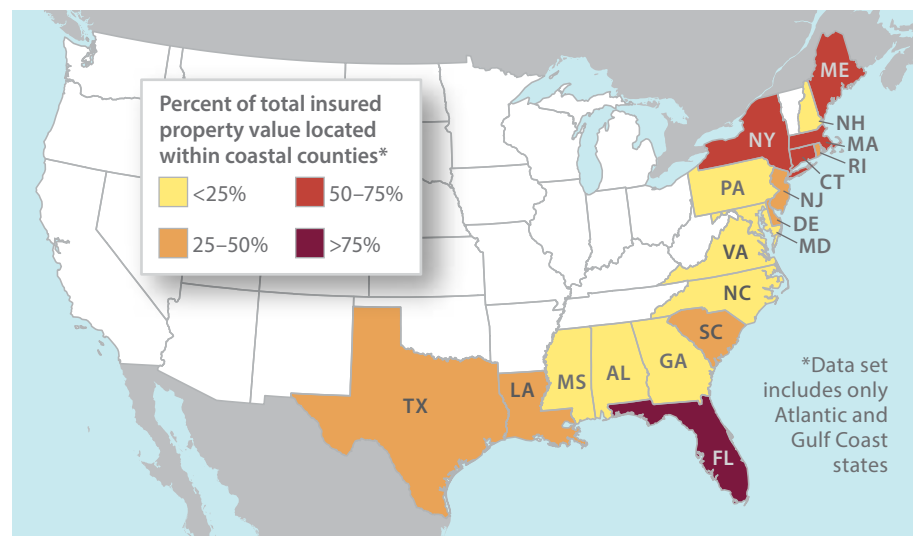 Percent of total insured
property value located
within coastal counties*
<25%
50–75%
25–50%
>75%
ME
NY
NH
MA
RI
CT
PA
NJ
DE
MD
VA
NC
SC
GA
AL
MS
LA
TX
FL
*Data set
includes only
Atlantic and
Gulf Coast
states